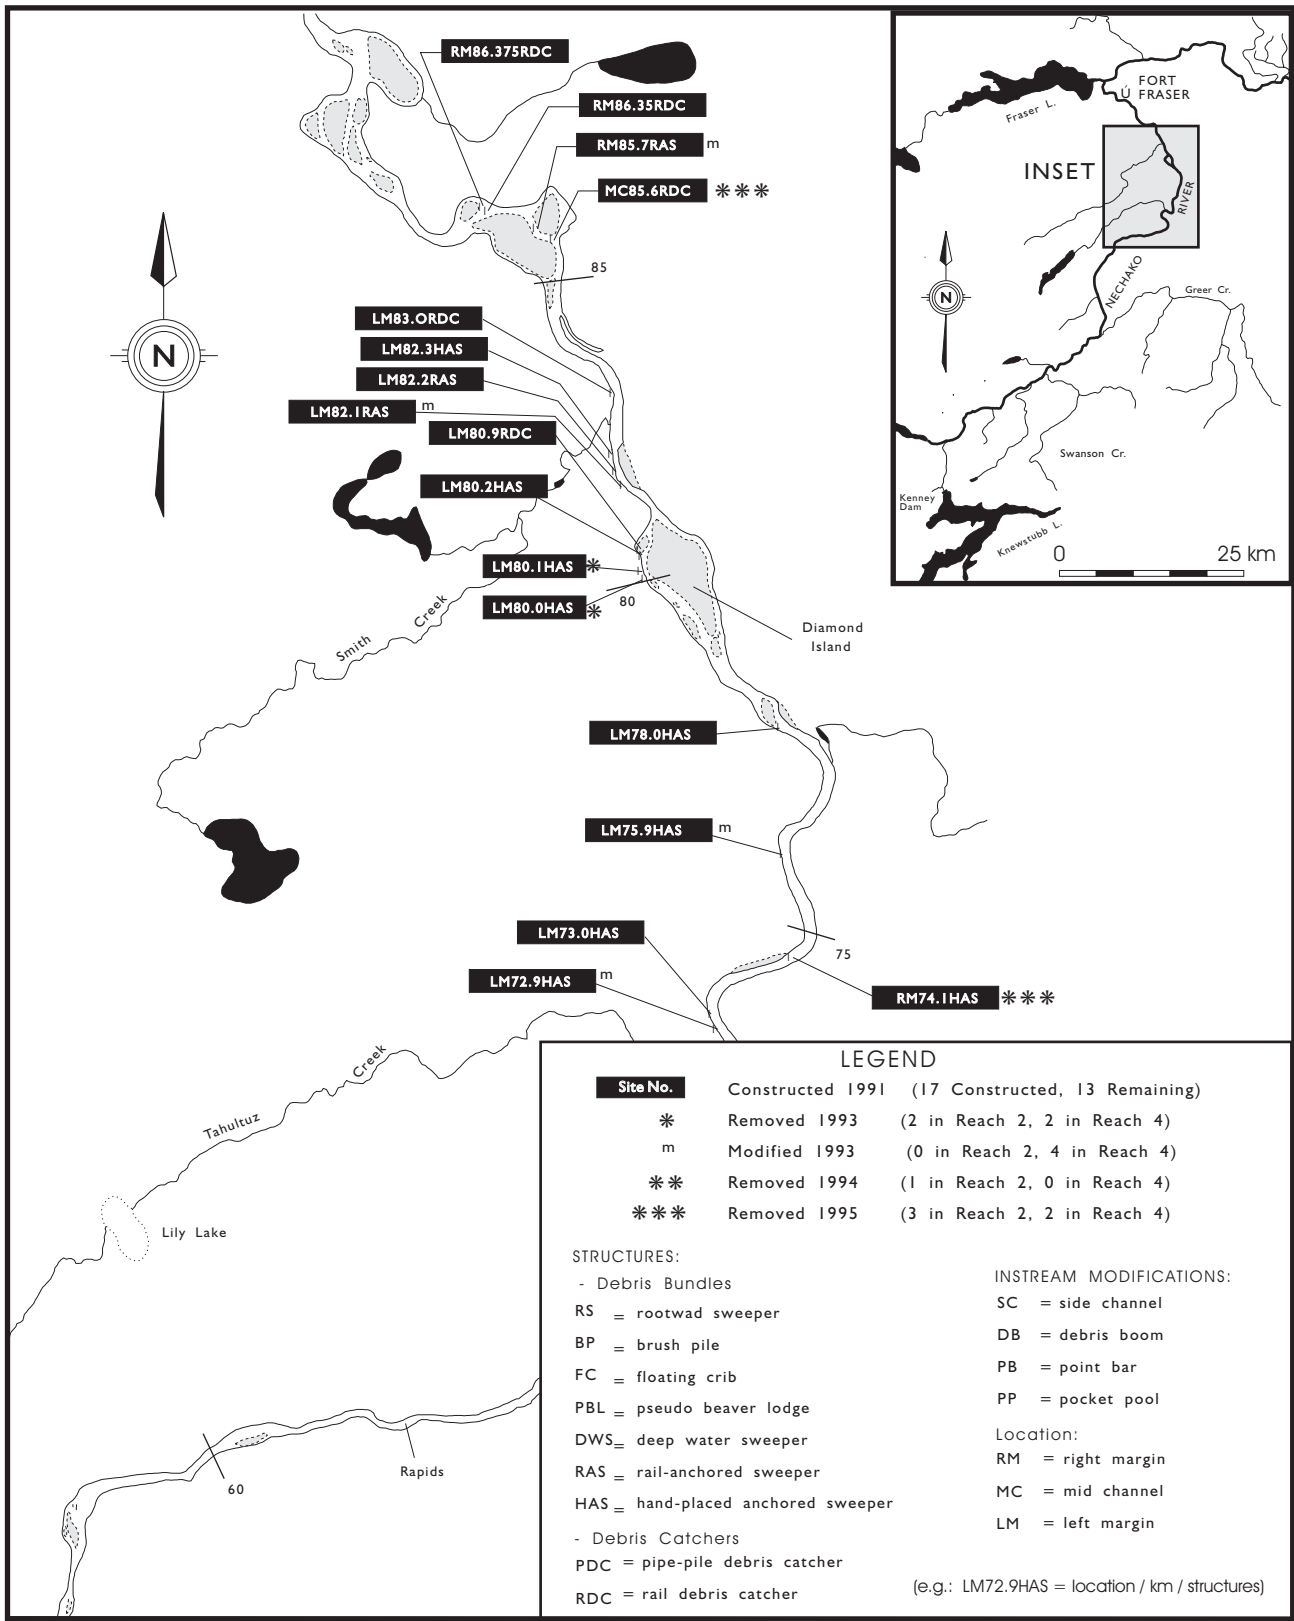 RM86.375RDC
RM86.35RDC
RM85.7RAS m
MC85.6RDC ***
85
N
LM83.ORDC
LM82.3HAS
LM82.2RAS
LM82.1RAS m
LM80.9RDC
LM80.2HAS
LM80.1HAS *
LM80.0HAS *
80
Smith Creek
Diamond
Island
LM78.0HAS
LM75.9HAS m
LM73.0HAS
75
LM72.9HAS m
RM74.1HAS ***
Tahultuz Creek
Lily Lake
Rapids
60
FORT
Ú FRASER
Fraser L.
INSET
RIVER
NECHAKO
N
Greer Cr.
Swanson Cr.
Kenney
Dam
Knewstubb L.
0 25 km
LEGEND
Site No. Constructed 1991 (17 Constructed, 13 Remaining)
* Removed 1993 (2 in Reach 2, 2 in Reach 4)
m Modified 1993 (0 in Reach 2, 4 in Reach 4)
** Removed 1994 (1 in Reach 2, 0 in Reach 4)
*** Removed 1995 (3 in Reach 2, 2 in Reach 4)
STRUCTURES:
- Debris Bundles
RS = rootwad sweeper
BP = brush pile
FC = floating crib
PBL = pseudo beaver lodge
DWS = deep water sweeper
RAS = rail-anchored sweeper
HAS = hand-placed anchored sweeper
- Debris Catchers
PDC = pipe-pile debris catcher
RDC = rail debris catcher
INSTREAM MODIFICATIONS:
SC = side channel
DB = debris boom
PB = point bar
PP = pocket pool
Location:
RM = right margin
MC = mid channel
LM = left margin
(e.g.: LM72.9HAS = location / km / structures)